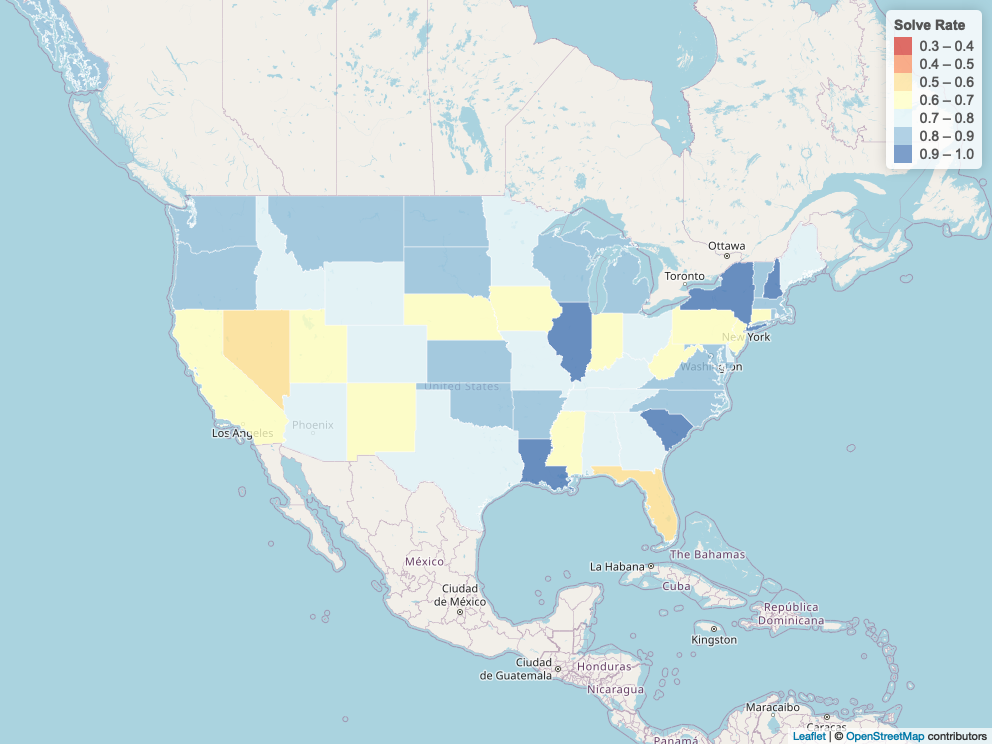 Solve Rate
0.3 – 0.4
0.4 – 0.5
0.5 – 0.6
0.6 – 0.7
0.7 – 0.8
0.8 – 0.9
0.9 – 1.0
Ottawa
Toronto
New York
Washington
United States
Los Angeles
Phoenix
The Bahamas
México
La Habana
Cuba
Ciudad
de México
República
Dominicana
Kingston
Ciudad
de Guatemala
Honduras
Nicaragua
Maracaibo
Caracas
Panamá
Leaflet | © OpenStreetMap contributors